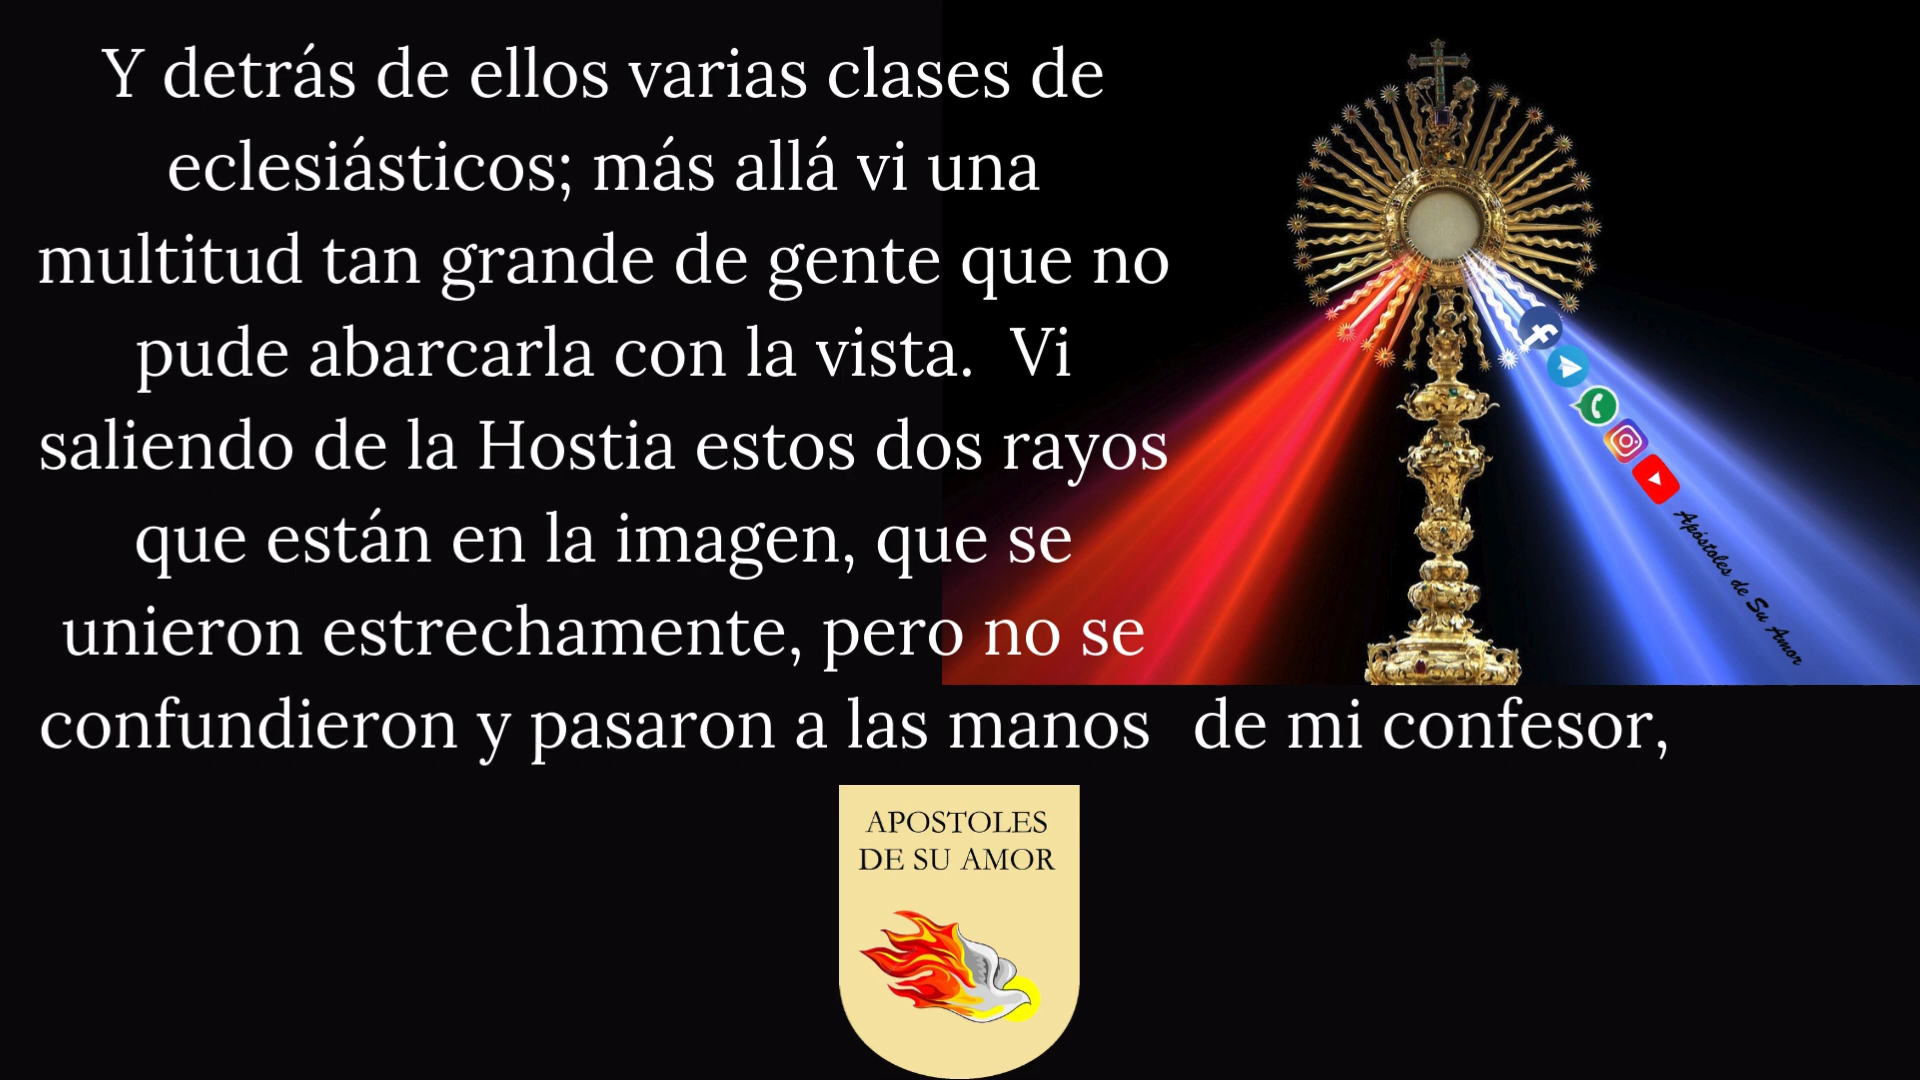 Y detrás de ellos varias clases de
eclesiásticos; más allá vi una
multitud tan grande de gente que no
pude abarcarla con la vista.  Vi
saliendo de la Hostia estos dos rayos
que están en la imagen, que se
unieron estrechamente, pero no se
confundieron y pasaron a las manos  de mi confesor,
Apóstoles de Su Amor
APOSTOLES
DE SU AMOR